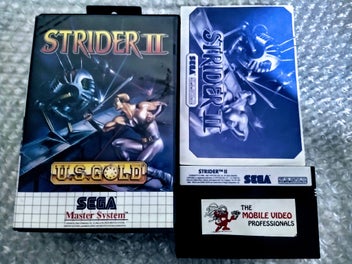 STRIDER II
U.S. GOLD
SEGA
Master System
STRIDER II
SEGA
STRIDER™ II
SEGA
THE
MOBILE VIDEO
PROFESSIONALS